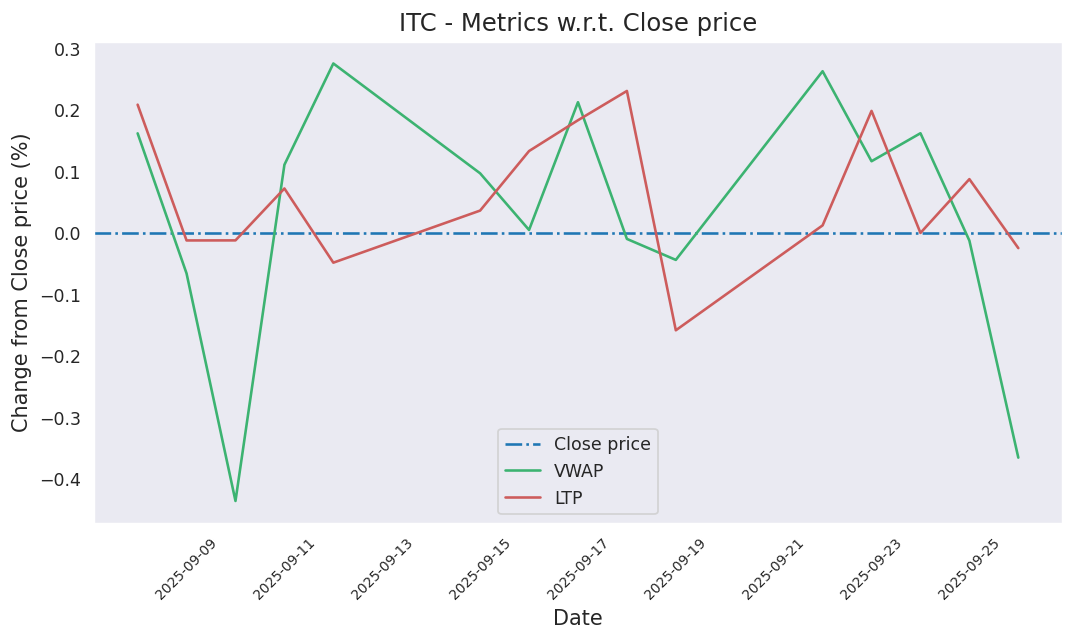 ITC - Metrics w.r.t. Close price
Change from Close price (%)
0.3
0.2
0.1
0.0
−0.1
−0.2
−0.3
−0.4
Close price
VWAP
LTP
2025-09-09
2025-09-11
2025-09-13
2025-09-15
2025-09-17
2025-09-19
2025-09-21
2025-09-23
2025-09-25
Date